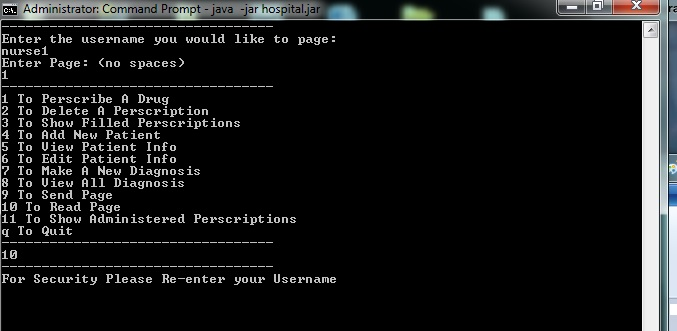 Administrator: Command Prompt - java  -jar hospital.jar
----------------------------------
Enter the username you would like to page:
nurse1
Enter Page: (no spaces)
1
----------------------------------
1 To Perscribe A Drug
2 To Delete A Perscription
3 To Show Filled Perscriptions
4 To Add New Patient
5 To View Patient Info
6 To Edit Patient Info
7 To Make A New Diagnosis
8 To View All Diagnosis
9 To Send Page
10 To Read Page
11 To Show Administered Perscriptions
q To Quit
----------------------------------
10
----------------------------------
For Security Please Re-enter your Username